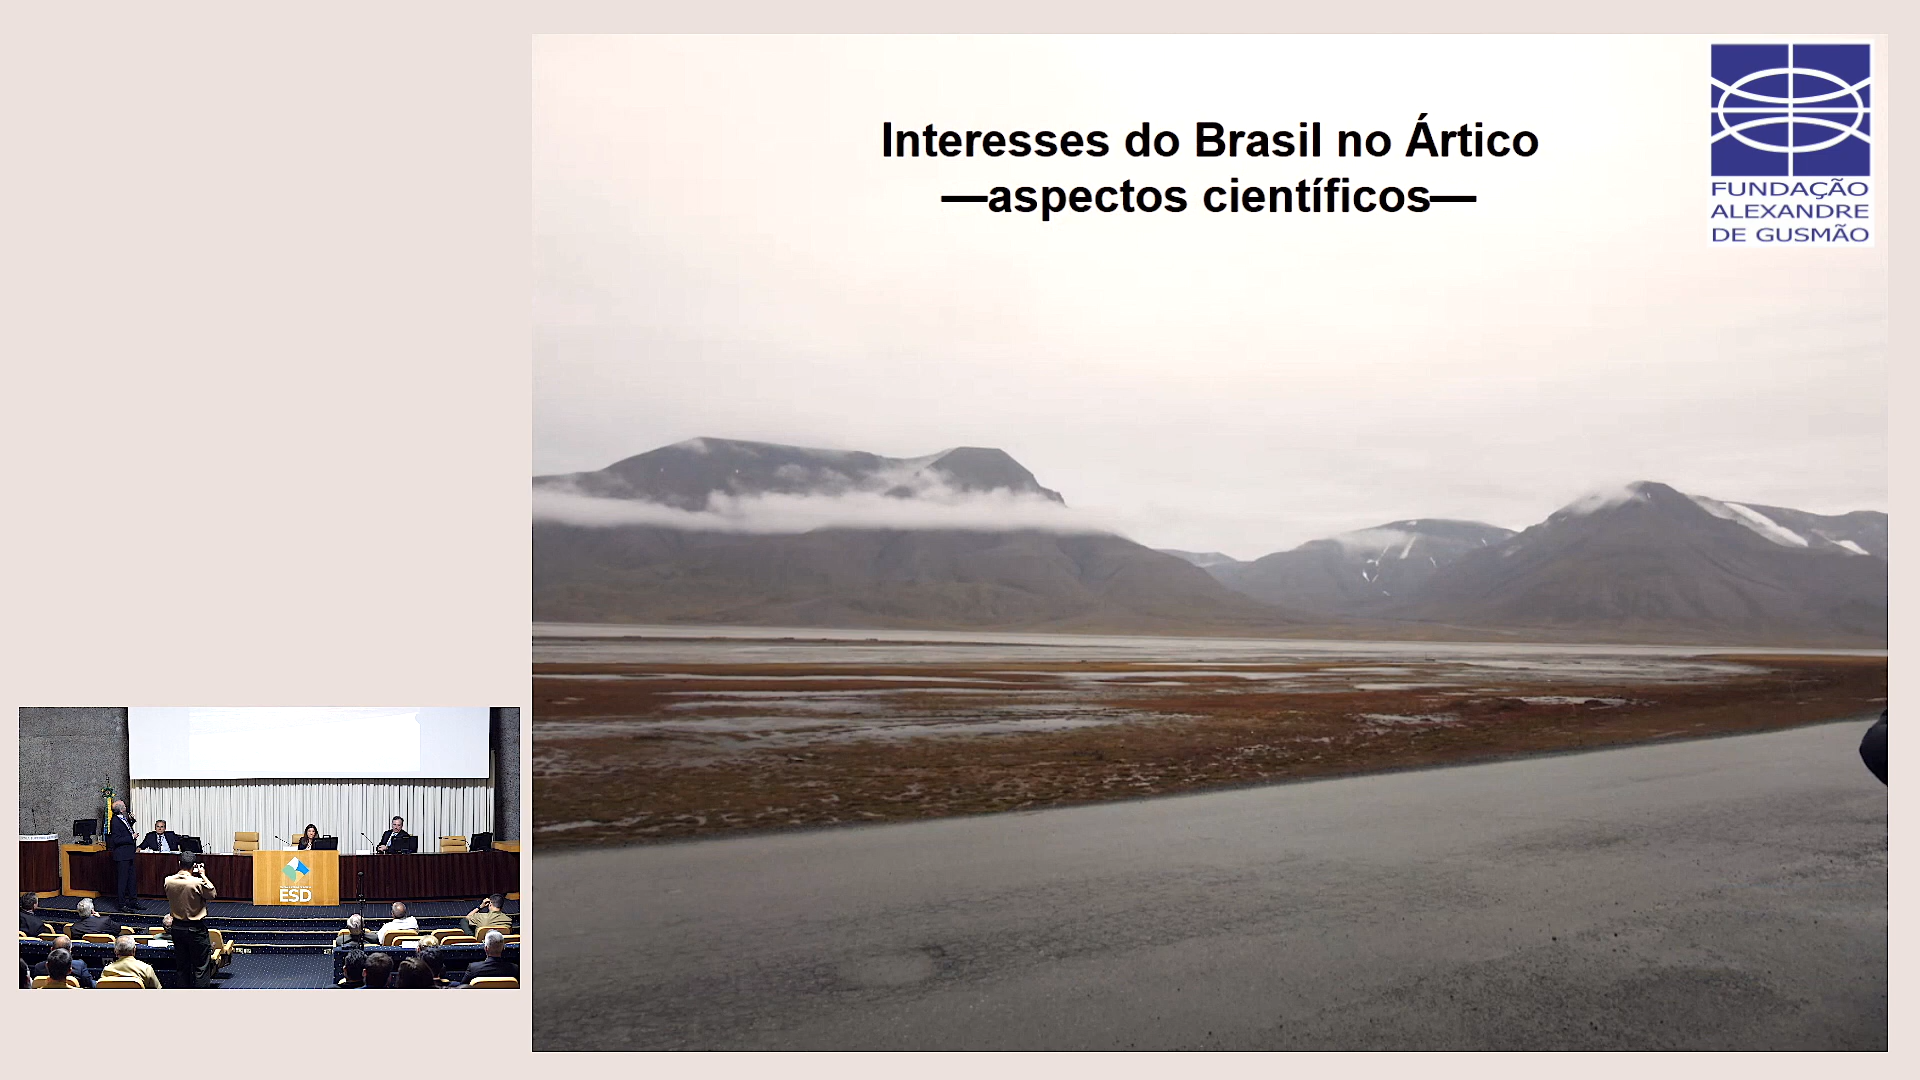 Interesses do Brasil no Ártico
—aspectos científicos—
FUNDAÇÃO
ALEXANDRE
DE GUSMÃO
ESD